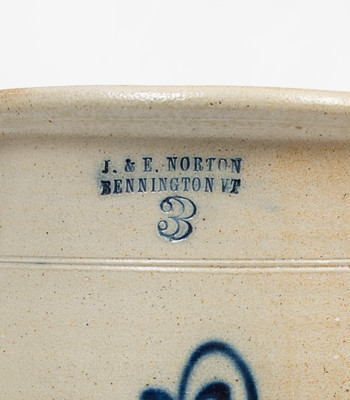 J. & E. NORTON
BENNINGTON VT
3